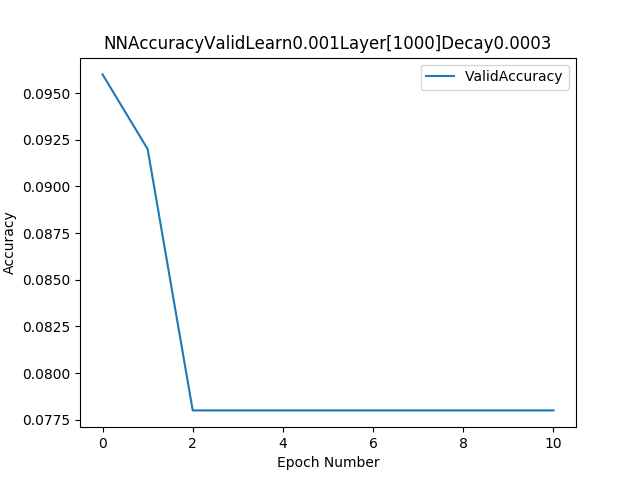 NNAccuracyValidLearn0.001Layer[1000]Decay0.0003
ValidAccuracy
0.0950
0.0925
0.0900
0.0875
0.0850
0.0825
0.0800
0.0775
Accuracy
0 2 4 6 8 10
Epoch Number